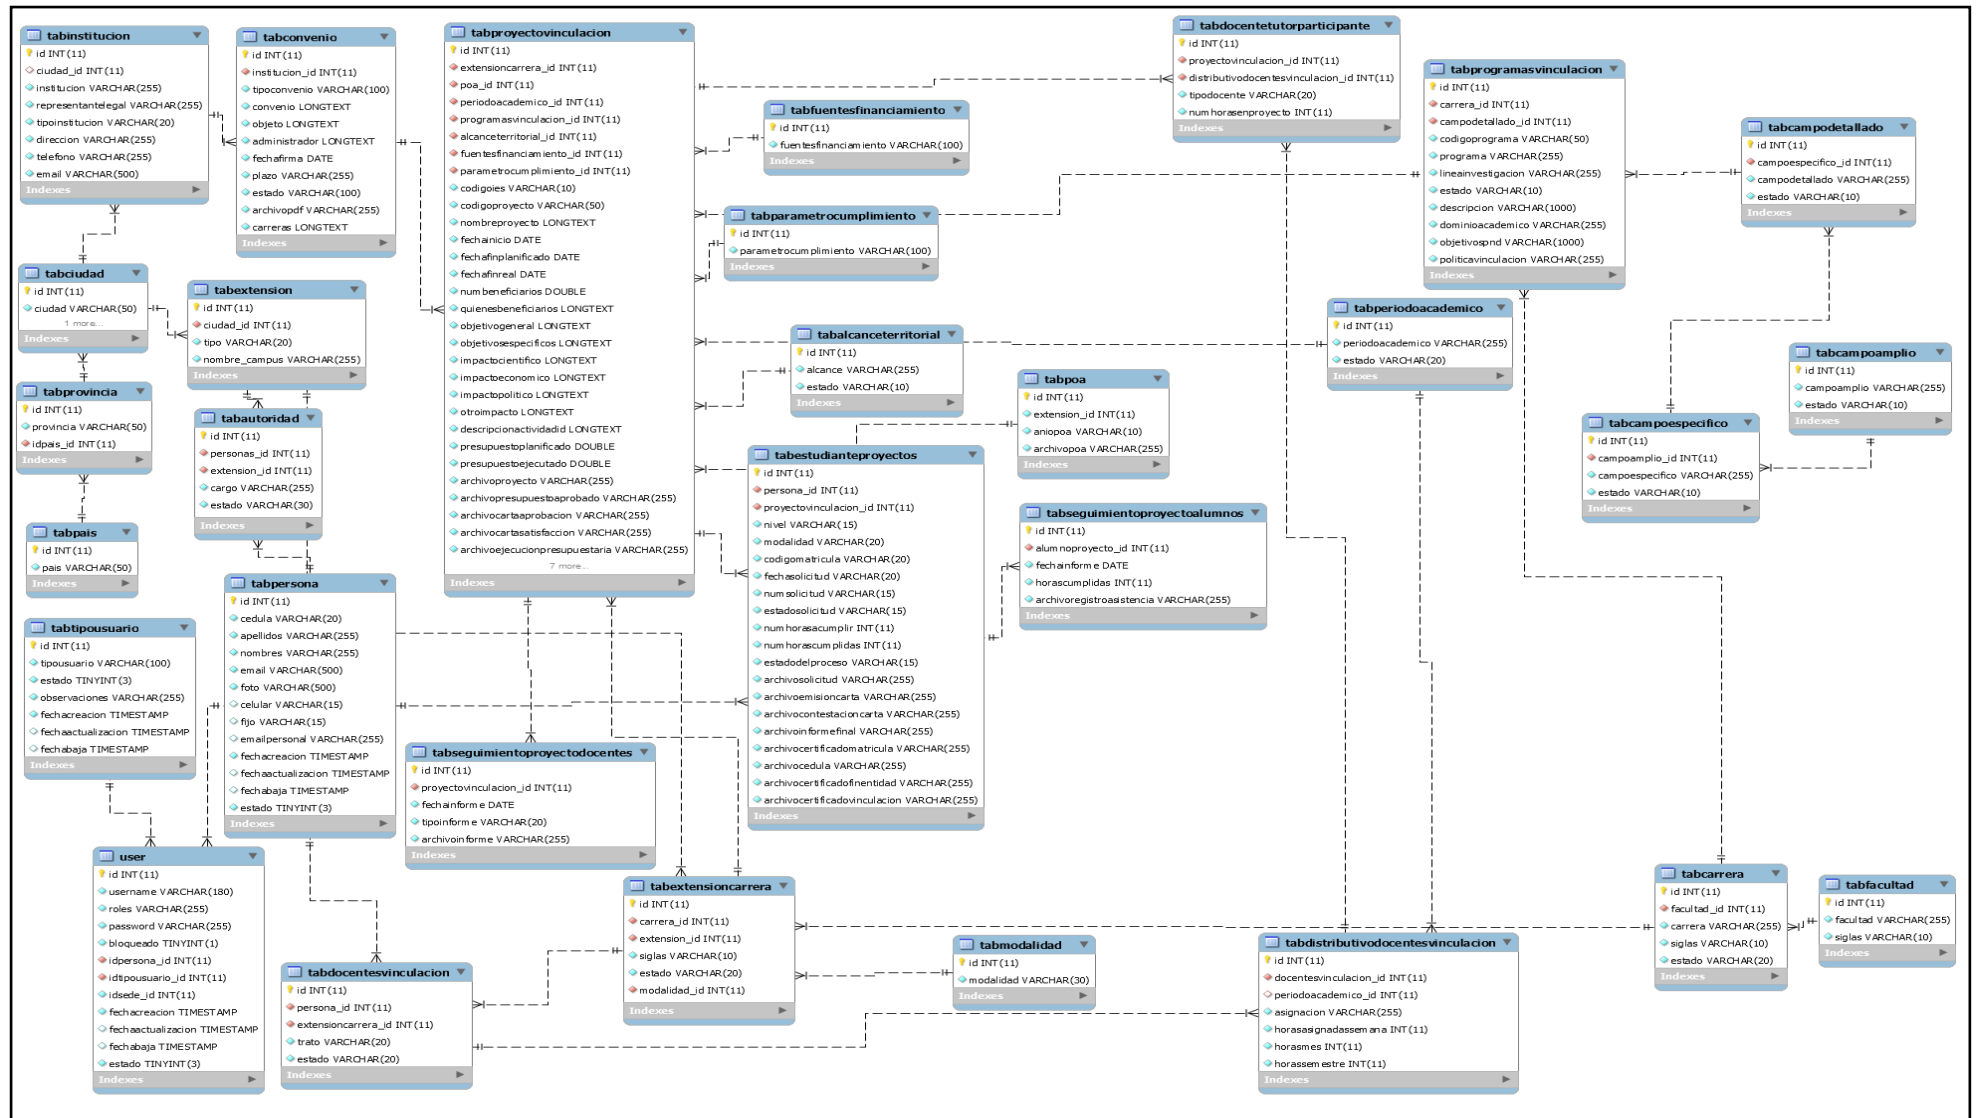 tabinstitucion
id INT(11)
ciudad_id INT(11)
institucion VARCHAR(255)
representantelegal VARCHAR(255)
tipoinstitucion VARCHAR(20)
direccion VARCHAR(255)
telefono VARCHAR(255)
email VARCHAR(500)
Indexes
tabconvenio
id INT(11)
institucion_id INT(11)
tipoconvenio VARCHAR(100)
convenio LONGTEXT
objeto LONGTEXT
administrador LONGTEXT
fechafirma DATE
plazo VARCHAR(255)
estado VARCHAR(100)
archivopdf VARCHAR(255)
carreras LONGTEXT
Indexes
tabproyectovinculacion
id INT(11)
extensioncarrera_id INT(11)
poa_id INT(11)
periodoacademico_id INT(11)
programasvinculacion_id INT(11)
alcanceterritorial_id INT(11)
fuentesfinanciamiento_id INT(11)
parametrocumplimiento_id INT(11)
codigoies VARCHAR(10)
codigoproyecto VARCHAR(50)
nombreproyecto LONGTEXT
fechainicio DATE
fechafinplanificado DATE
fechafinreal DATE
numbeneficiarios DOUBLE
quienesbeneficiarios LONGTEXT
objetivogeneral LONGTEXT
objetivosespecificos LONGTEXT
impactocientifico LONGTEXT
impactoeconomico LONGTEXT
impactopolitico LONGTEXT
otroimpacto LONGTEXT
descripcionactividadid LONGTEXT
presupuestoplanificado DOUBLE
presupuestoejecutado DOUBLE
archivoproyecto VARCHAR(255)
archivopresupuestoaprobado VARCHAR(255)
archivocartaaprobacion VARCHAR(255)
archivocartasatisfaccion VARCHAR(255)
archivoejecucionpresupuestaria VARCHAR(255)
7 more...
Indexes
tabdocentetutorparticipante
id INT(11)
proyectovinculacion_id INT(11)
distributivodocentesvinculacion_id INT(11)
tipodocente VARCHAR(20)
numhorasenproyecto INT(11)
Indexes
tabfuentesfinanciamiento
id INT(11)
fuentesfinanciamiento VARCHAR(100)
Indexes
tabprogramasvinculacion
id INT(11)
carrera_id INT(11)
campodetallado_id INT(11)
codigoprograma VARCHAR(50)
programa VARCHAR(255)
lineainvestigacion VARCHAR(255)
estado VARCHAR(10)
descripcion VARCHAR(1000)
dominioacademico VARCHAR(255)
objetivospnd VARCHAR(1000)
politicavinculacion VARCHAR(255)
Indexes
tabcampodetallado
id INT(11)
campoespecifico_id INT(11)
campodetallado VARCHAR(255)
estado VARCHAR(10)
Indexes
tabparametrocumplimiento
id INT(11)
parametrocumplimiento VARCHAR(100)
Indexes
tabciudad
id INT(11)
ciudad VARCHAR(50)
1 more...
Indexes
tabextension
id INT(11)
ciudad_id INT(11)
tipo VARCHAR(20)
nombre_campus VARCHAR(255)
Indexes
tabperiodoacademico
id INT(11)
periodoacademico VARCHAR(255)
estado VARCHAR(20)
Indexes
tabalcanceterritorial
id INT(11)
alcance VARCHAR(255)
estado VARCHAR(10)
Indexes
tabcampoamplio
id INT(11)
campoamplio VARCHAR(255)
estado VARCHAR(10)
Indexes
tabpoa
id INT(11)
extension_id INT(11)
aniopoa VARCHAR(10)
archivopoa VARCHAR(255)
Indexes
tabprovincia
id INT(11)
provincia VARCHAR(50)
idpais_id INT(11)
Indexes
tabautoridad
id INT(11)
personas_id INT(11)
extension_id INT(11)
cargo VARCHAR(255)
estado VARCHAR(30)
Indexes
tabcampoespecifico
id INT(11)
campoamplio_id INT(11)
campoespecifico VARCHAR(255)
estado VARCHAR(10)
Indexes
tabestudianteproyectos
id INT(11)
persona_id INT(11)
proyectovinculacion_id INT(11)
nivel VARCHAR(15)
modalidad VARCHAR(20)
codigomatricula VARCHAR(20)
fechasolicitud VARCHAR(20)
numsolicitud VARCHAR(15)
estadosolicitud VARCHAR(15)
numhorasacumplir INT(11)
numhorascumplidas INT(11)
estadodelproceso VARCHAR(15)
archivosolicitud VARCHAR(255)
archivoemisioncarta VARCHAR(255)
archivocontestacioncarta VARCHAR(255)
archivoinformefinal VARCHAR(255)
archivocertificadomatricula VARCHAR(255)
archivocedula VARCHAR(255)
archivocertificadofinentidad VARCHAR(255)
archivocertificadovinculacion VARCHAR(255)
Indexes
tabseguimientoproyectoalumnos
id INT(11)
alumnoproyecto_id INT(11)
fechainforme DATE
horascumplidas INT(11)
archivoregistroasistencia VARCHAR(255)
Indexes
tabpais
id INT(11)
pais VARCHAR(50)
Indexes
tabpersona
id INT(11)
cedula VARCHAR(20)
apellidos VARCHAR(255)
nombres VARCHAR(255)
email VARCHAR(500)
foto VARCHAR(500)
celular VARCHAR(15)
fijo VARCHAR(15)
emailpersonal VARCHAR(255)
fechacreacion TIMESTAMP
fechaactualizacion TIMESTAMP
fechabaja TIMESTAMP
estado TINYINT(3)
Indexes
tabtipousuario
id INT(11)
tipousuario VARCHAR(100)
estado TINYINT(3)
observaciones VARCHAR(255)
fechacreacion TIMESTAMP
fechaactualizacion TIMESTAMP
fechabaja TIMESTAMP
Indexes
tabseguimientoproyectodocentes
id INT(11)
proyectovinculacion_id INT(11)
fechainforme DATE
tipoinforme VARCHAR(20)
archivoinforme VARCHAR(255)
Indexes
user
id INT(11)
username VARCHAR(180)
roles VARCHAR(255)
password VARCHAR(255)
bloqueado TINYINT(1)
idpersona_id INT(11)
idtipousuario_id INT(11)
idsede_id INT(11)
fechacreacion TIMESTAMP
fechaactualizacion TIMESTAMP
fechabaja TIMESTAMP
estado TINYINT(3)
Indexes
tabextensioncarrera
id INT(11)
carrera_id INT(11)
extension_id INT(11)
siglas VARCHAR(10)
estado VARCHAR(20)
modalidad_id INT(11)
Indexes
tabcarrera
id INT(11)
facultad_id INT(11)
carrera VARCHAR(255)
siglas VARCHAR(10)
estado VARCHAR(20)
Indexes
tabfacultad
id INT(11)
facultad VARCHAR(255)
siglas VARCHAR(10)
Indexes
tabmodalidad
id INT(11)
modalidad VARCHAR(30)
Indexes
tabdistributivodocentesvinculacion
id INT(11)
docentesvinculacion_id INT(11)
periodoacademico_id INT(11)
asignacion VARCHAR(255)
horasasignadassemana INT(11)
horasmes INT(11)
horassemestre INT(11)
Indexes
tabdocentesvinculacion
id INT(11)
persona_id INT(11)
extensioncarrera_id INT(11)
trato VARCHAR(20)
estado VARCHAR(20)
Indexes